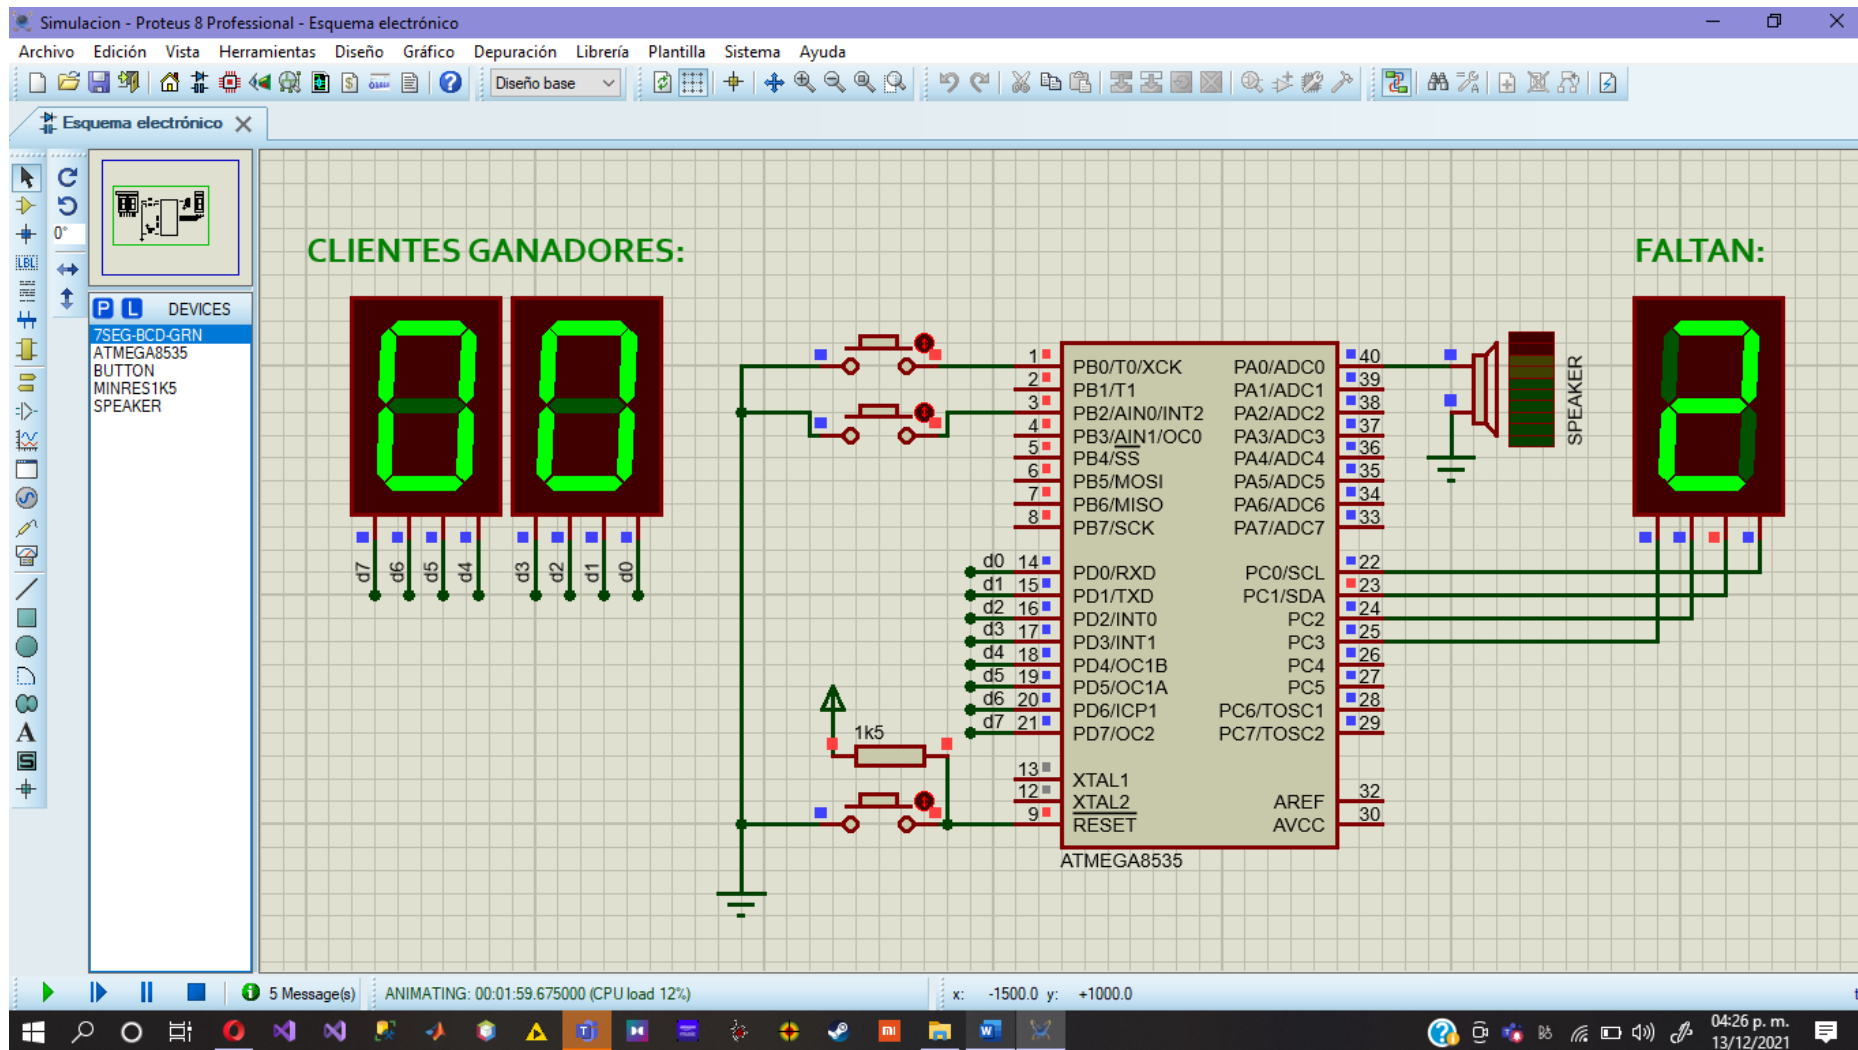 Simulacion - Proteus 8 Professional - Esquema electrónico
Archivo Edición Vista Herramientas Diseño Gráfico Depuración Librería Plantilla Sistema Ayuda
Diseño base
Esquema electrónico
0°
LBL
P L DEVICES
7SEG-BCD-GRN
ATMEGA8535
BUTTON
MINRES1K5
SPEAKER
CLIENTES GANADORES:
FALTAN:
d7 d6 d5 d4 d3 d2 d1 d0
1 PB0/T0/XCK PA0/ADC0 40
2 PB1/T1 PA1/ADC1 39
3 PB2/AIN0/INT2 PA2/ADC2 38
4 PB3/AIN1/OC0 PA3/ADC3 37
5 PB4/SS PA4/ADC4 36
6 PB5/MOSI PA5/ADC5 35
7 PB6/MISO PA6/ADC6 34
8 PB7/SCK PA7/ADC7 33
d0 14 PD0/RXD PC0/SCL 22
d1 15 PD1/TXD PC1/SDA 23
d2 16 PD2/INT0 PC2 24
d3 17 PD3/INT1 PC3 25
d4 18 PD4/OC1B PC4 26
d5 19 PD5/OC1A PC5 27
d6 20 PD6/ICP1 PC6/TOSC1 28
d7 21 PD7/OC2 PC7/TOSC2 29
13 XTAL1
12 XTAL2 AREF 32
9 RESET AVCC 30
ATMEGA8535
1k5
SPEAKER
0 0
2
5 Message(s)
ANIMATING: 00:01:59.675000 (CPU load 12%)
x: -1500.0 y: +1000.0
04:26 p. m.
13/12/2021